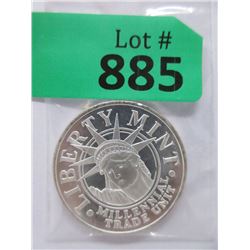 Lot #
885
LIBERTY MINT
MILLENNIAL
TRADE UNIT